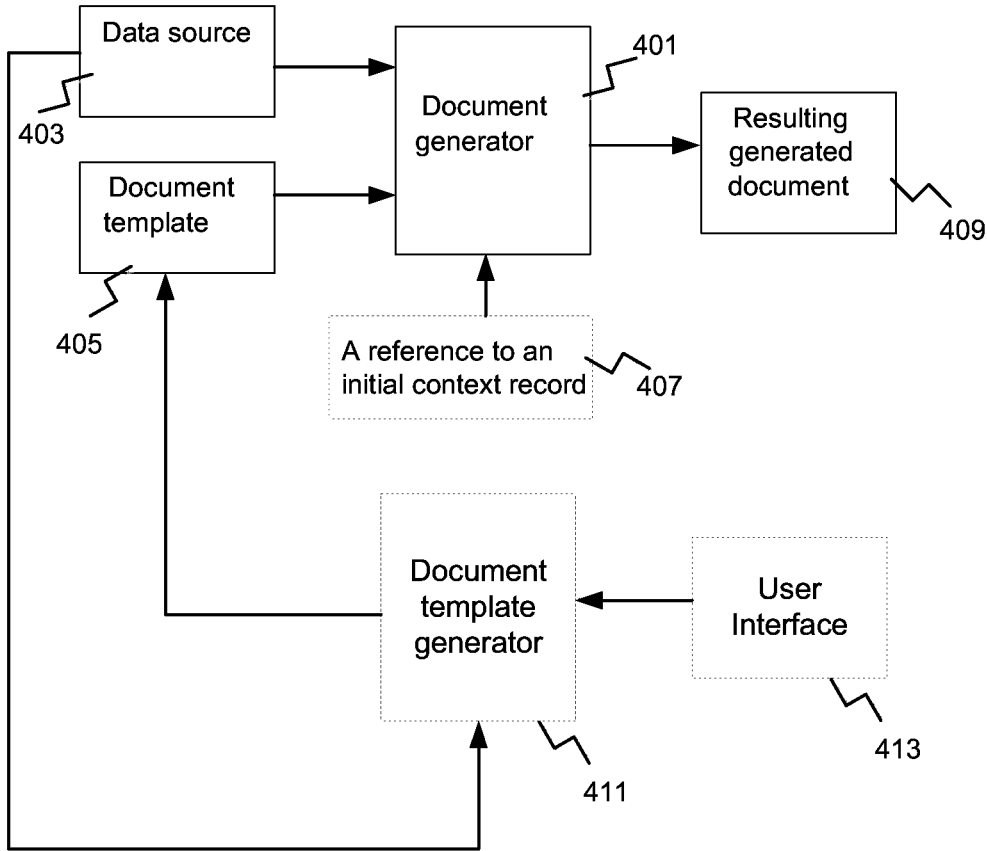 Data source
403
Document
template
405
Document
generator
401
Resulting
generated
document
409
A reference to an
initial context record
407
Document
template
generator
411
User
Interface
413